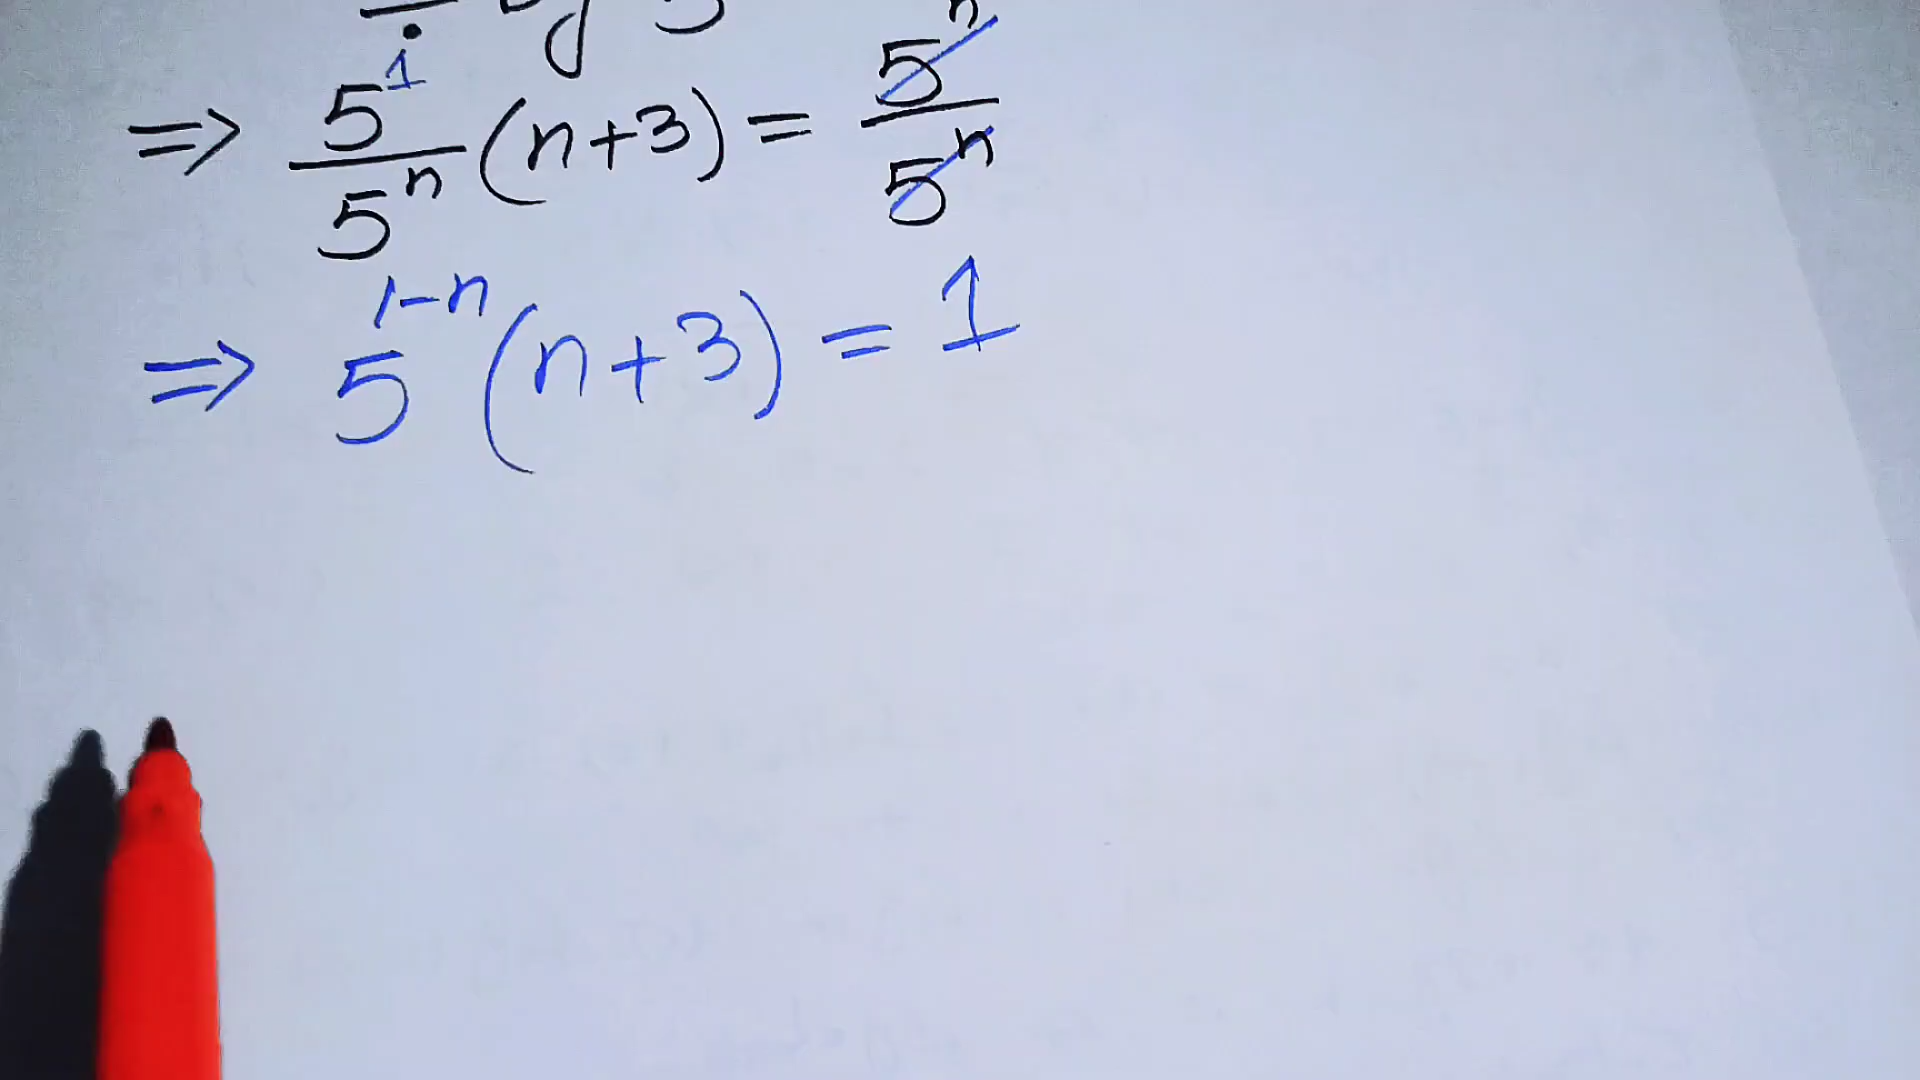 ⇒ 5^1/5^n (n+3) = 5^n/5^n
⇒ 5^(1-n) (n+3) = 1